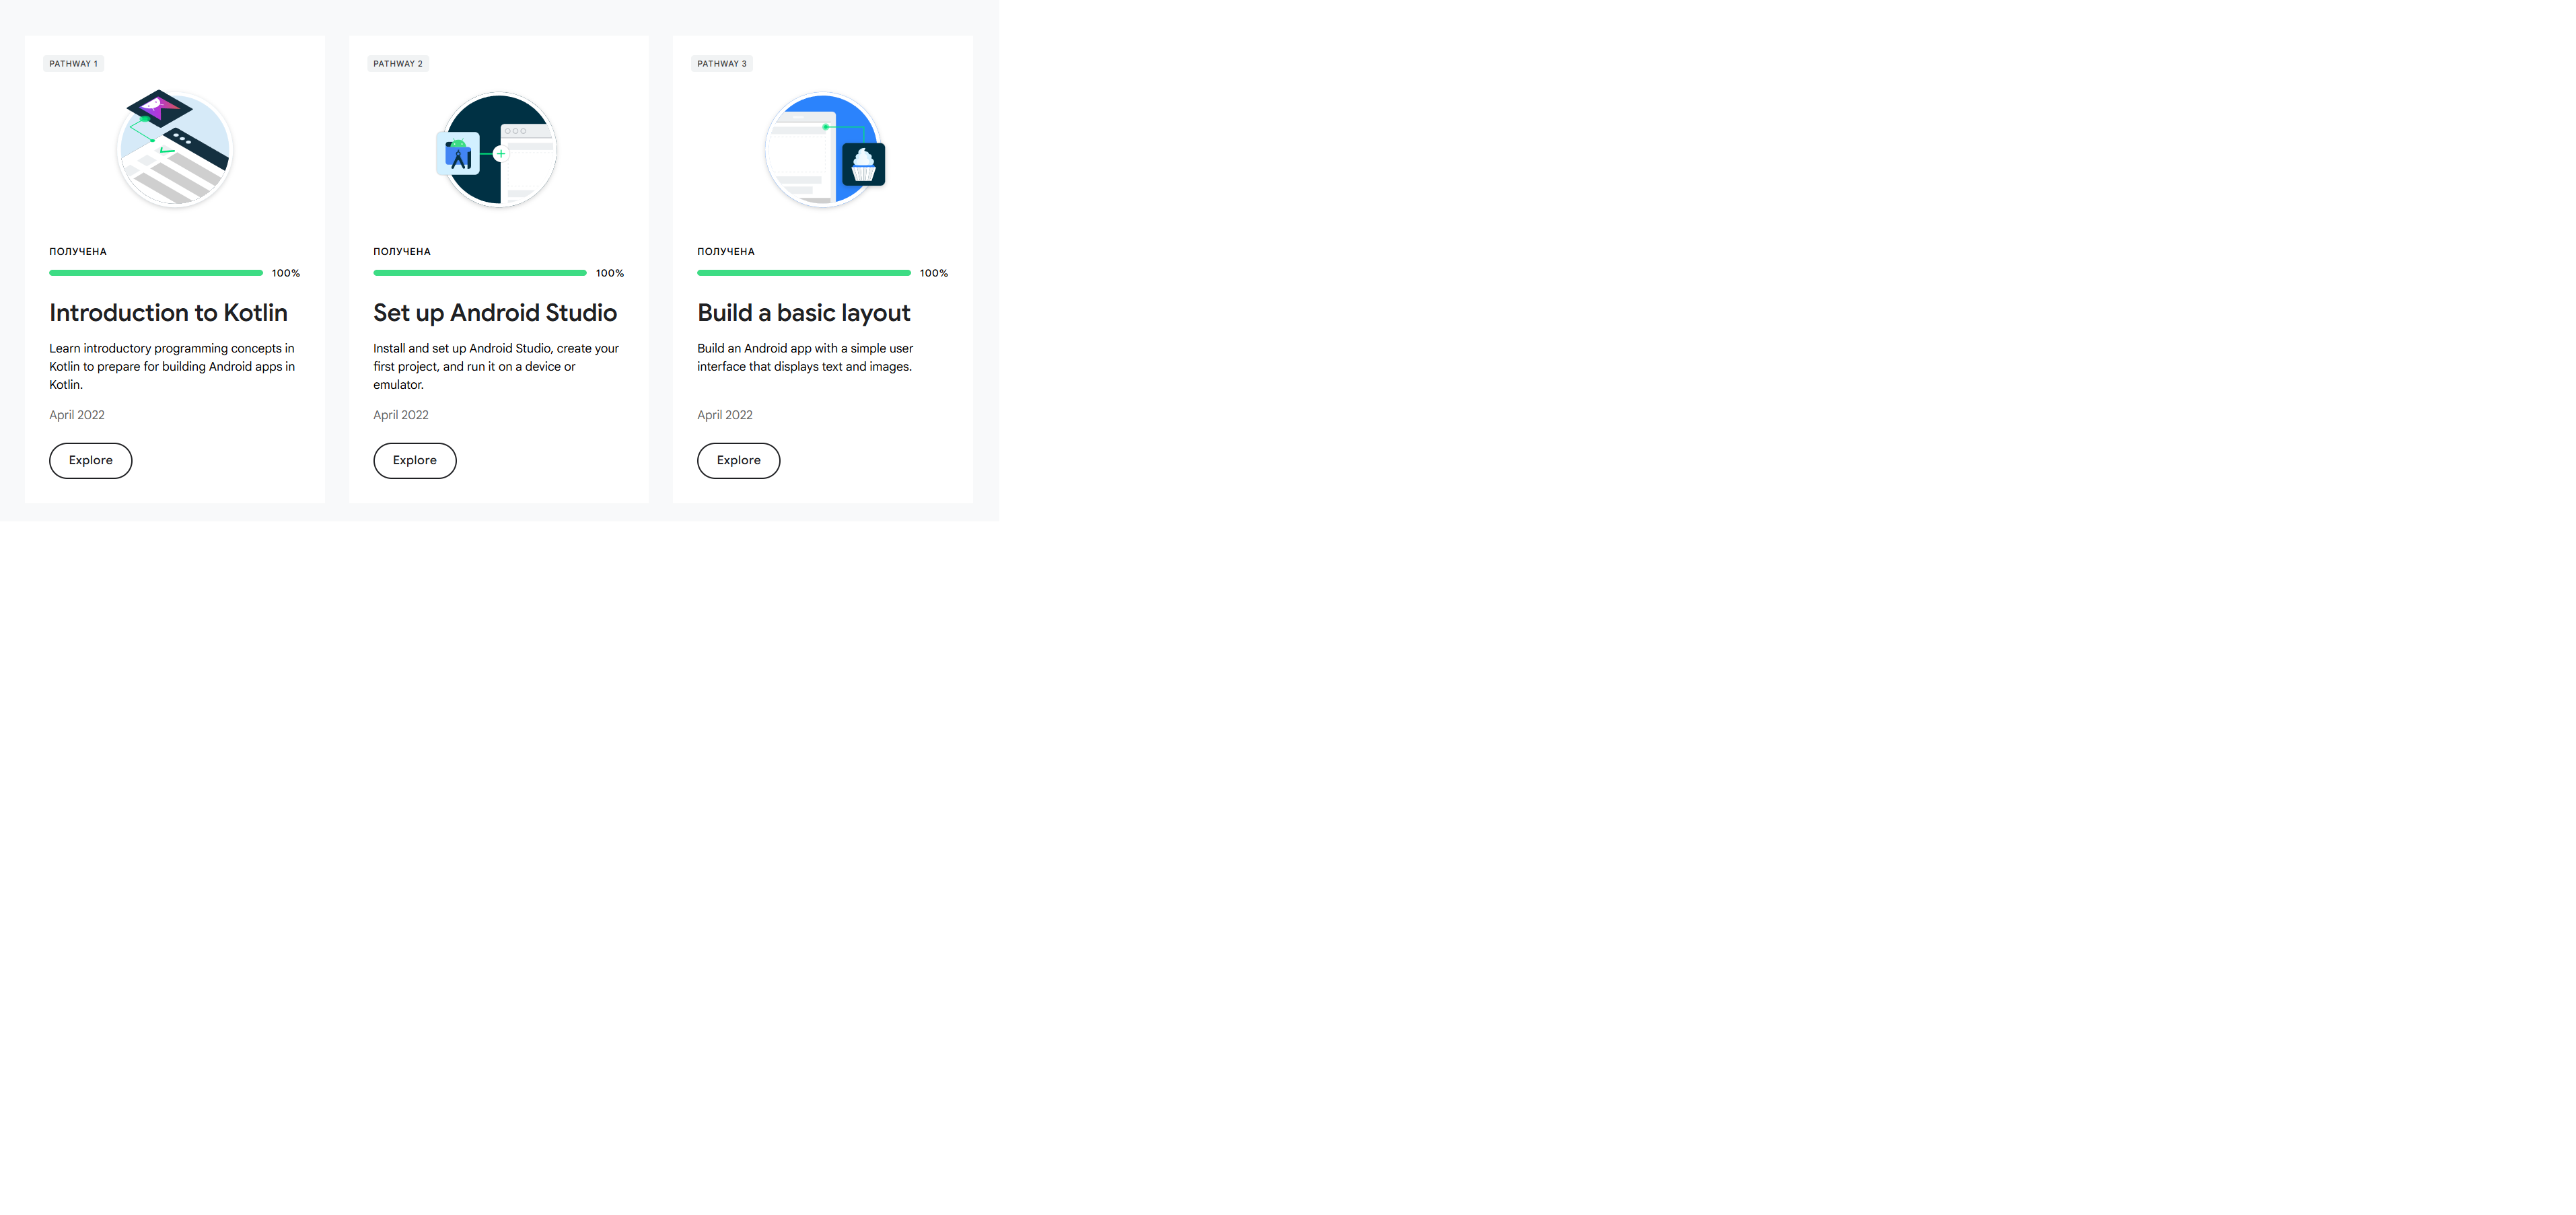 PATHWAY 1
ПОЛУЧЕНА
100%
Introduction to Kotlin
Learn introductory programming concepts in
Kotlin to prepare for building Android apps in
Kotlin.
April 2022
Explore
PATHWAY 2
ПОЛУЧЕНА
100%
Set up Android Studio
Install and set up Android Studio, create your
first project, and run it on a device or
emulator.
April 2022
Explore
PATHWAY 3
ПОЛУЧЕНА
100%
Build a basic layout
Build an Android app with a simple user
interface that displays text and images.
April 2022
Explore